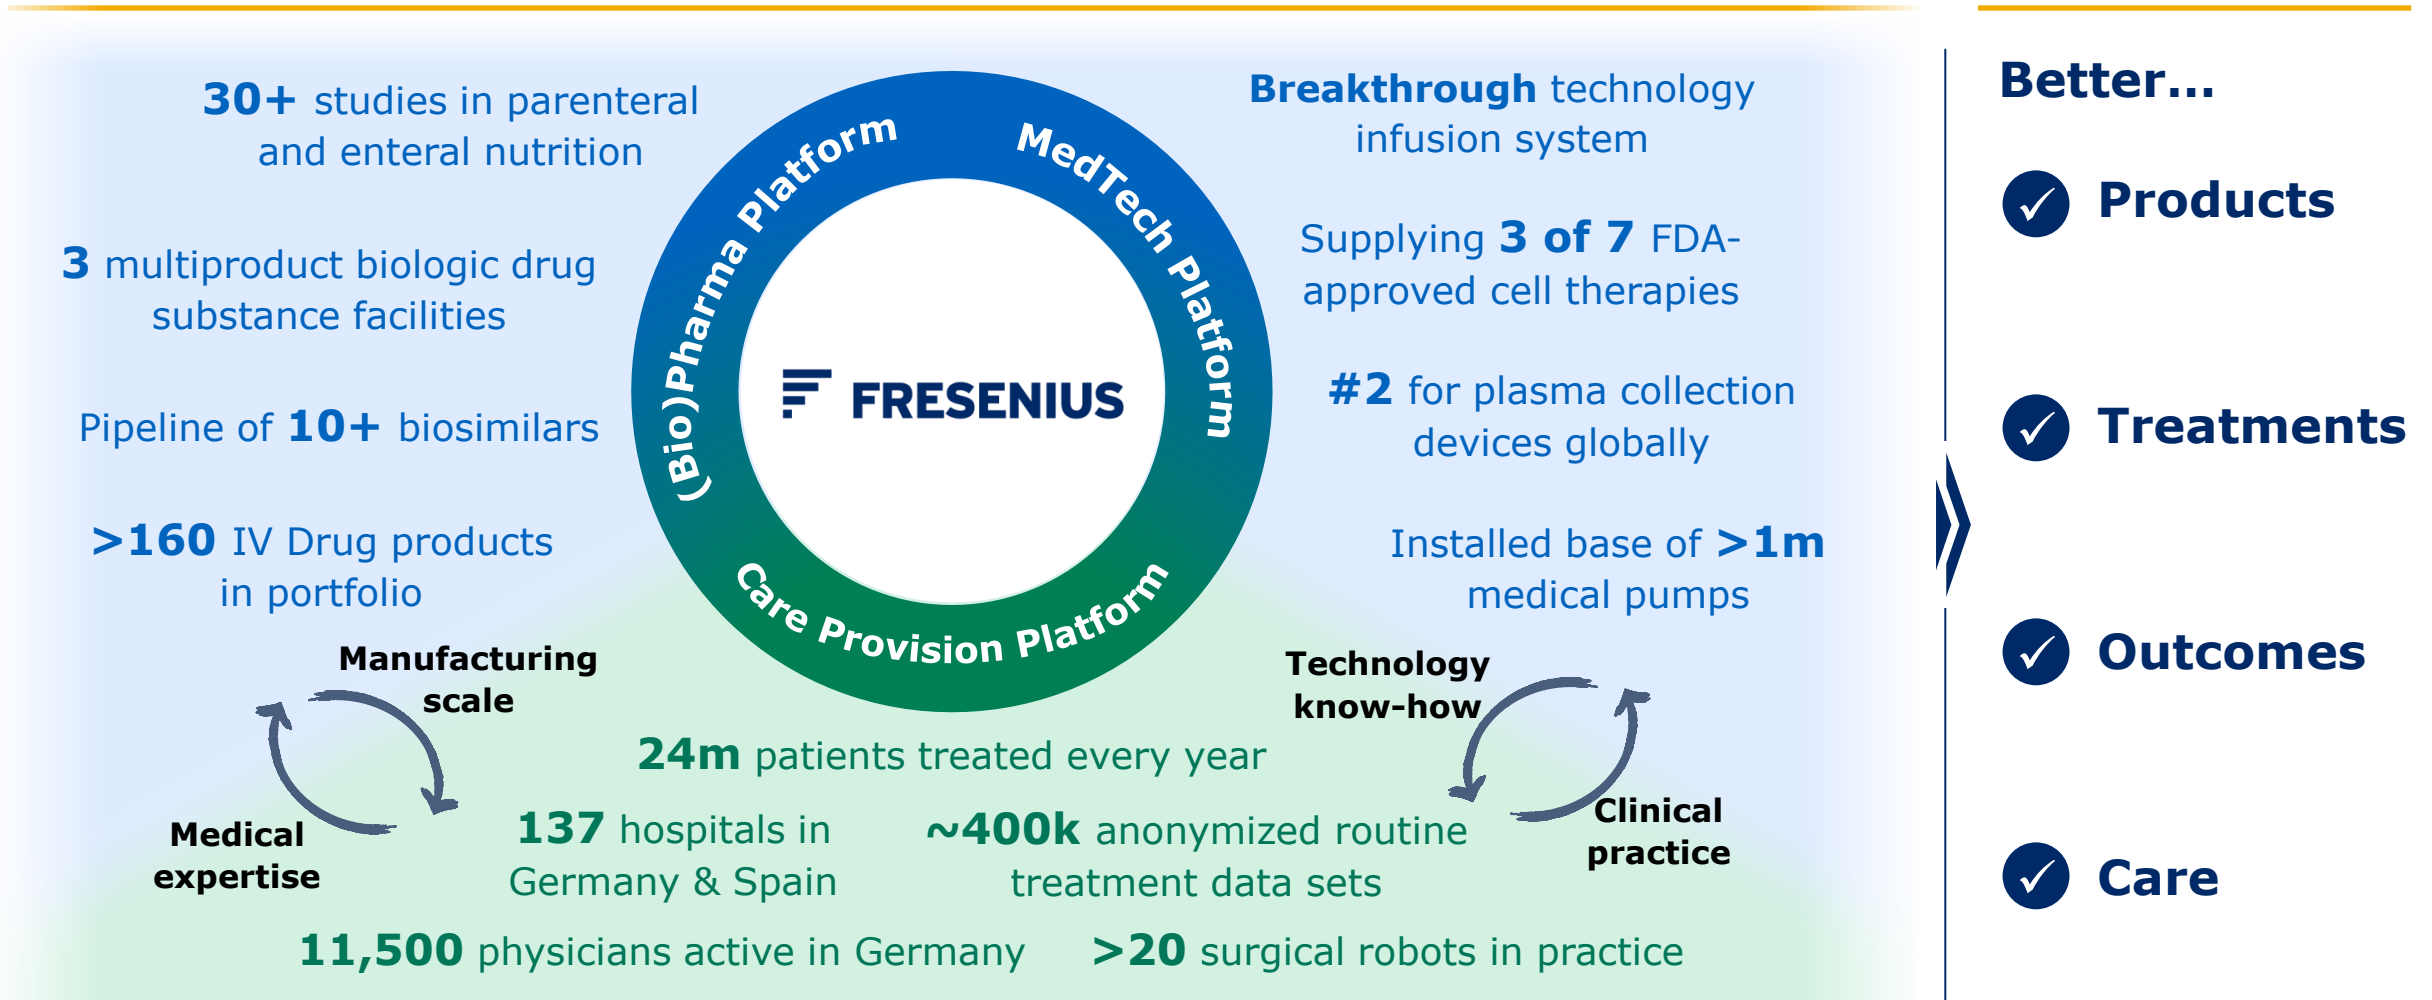 30+ studies in parenteral
and enteral nutrition
3 multiproduct biologic drug
substance facilities
Pipeline of 10+ biosimilars
>160 IV Drug products
in portfolio
(Bio)Pharma Platform
MedTech Platform
Care Provision Platform
FRESENIUS
Breakthrough technology
infusion system
Supplying 3 of 7 FDA-
approved cell therapies
#2 for plasma collection
devices globally
Installed base of >1m
medical pumps
Manufacturing
scale
Medical
expertise
Technology
know-how
Clinical
practice
24m patients treated every year
137 hospitals in
Germany & Spain
~400k anonymized routine
treatment data sets
11,500 physicians active in Germany
>20 surgical robots in practice
Better...
Products
Treatments
Outcomes
Care